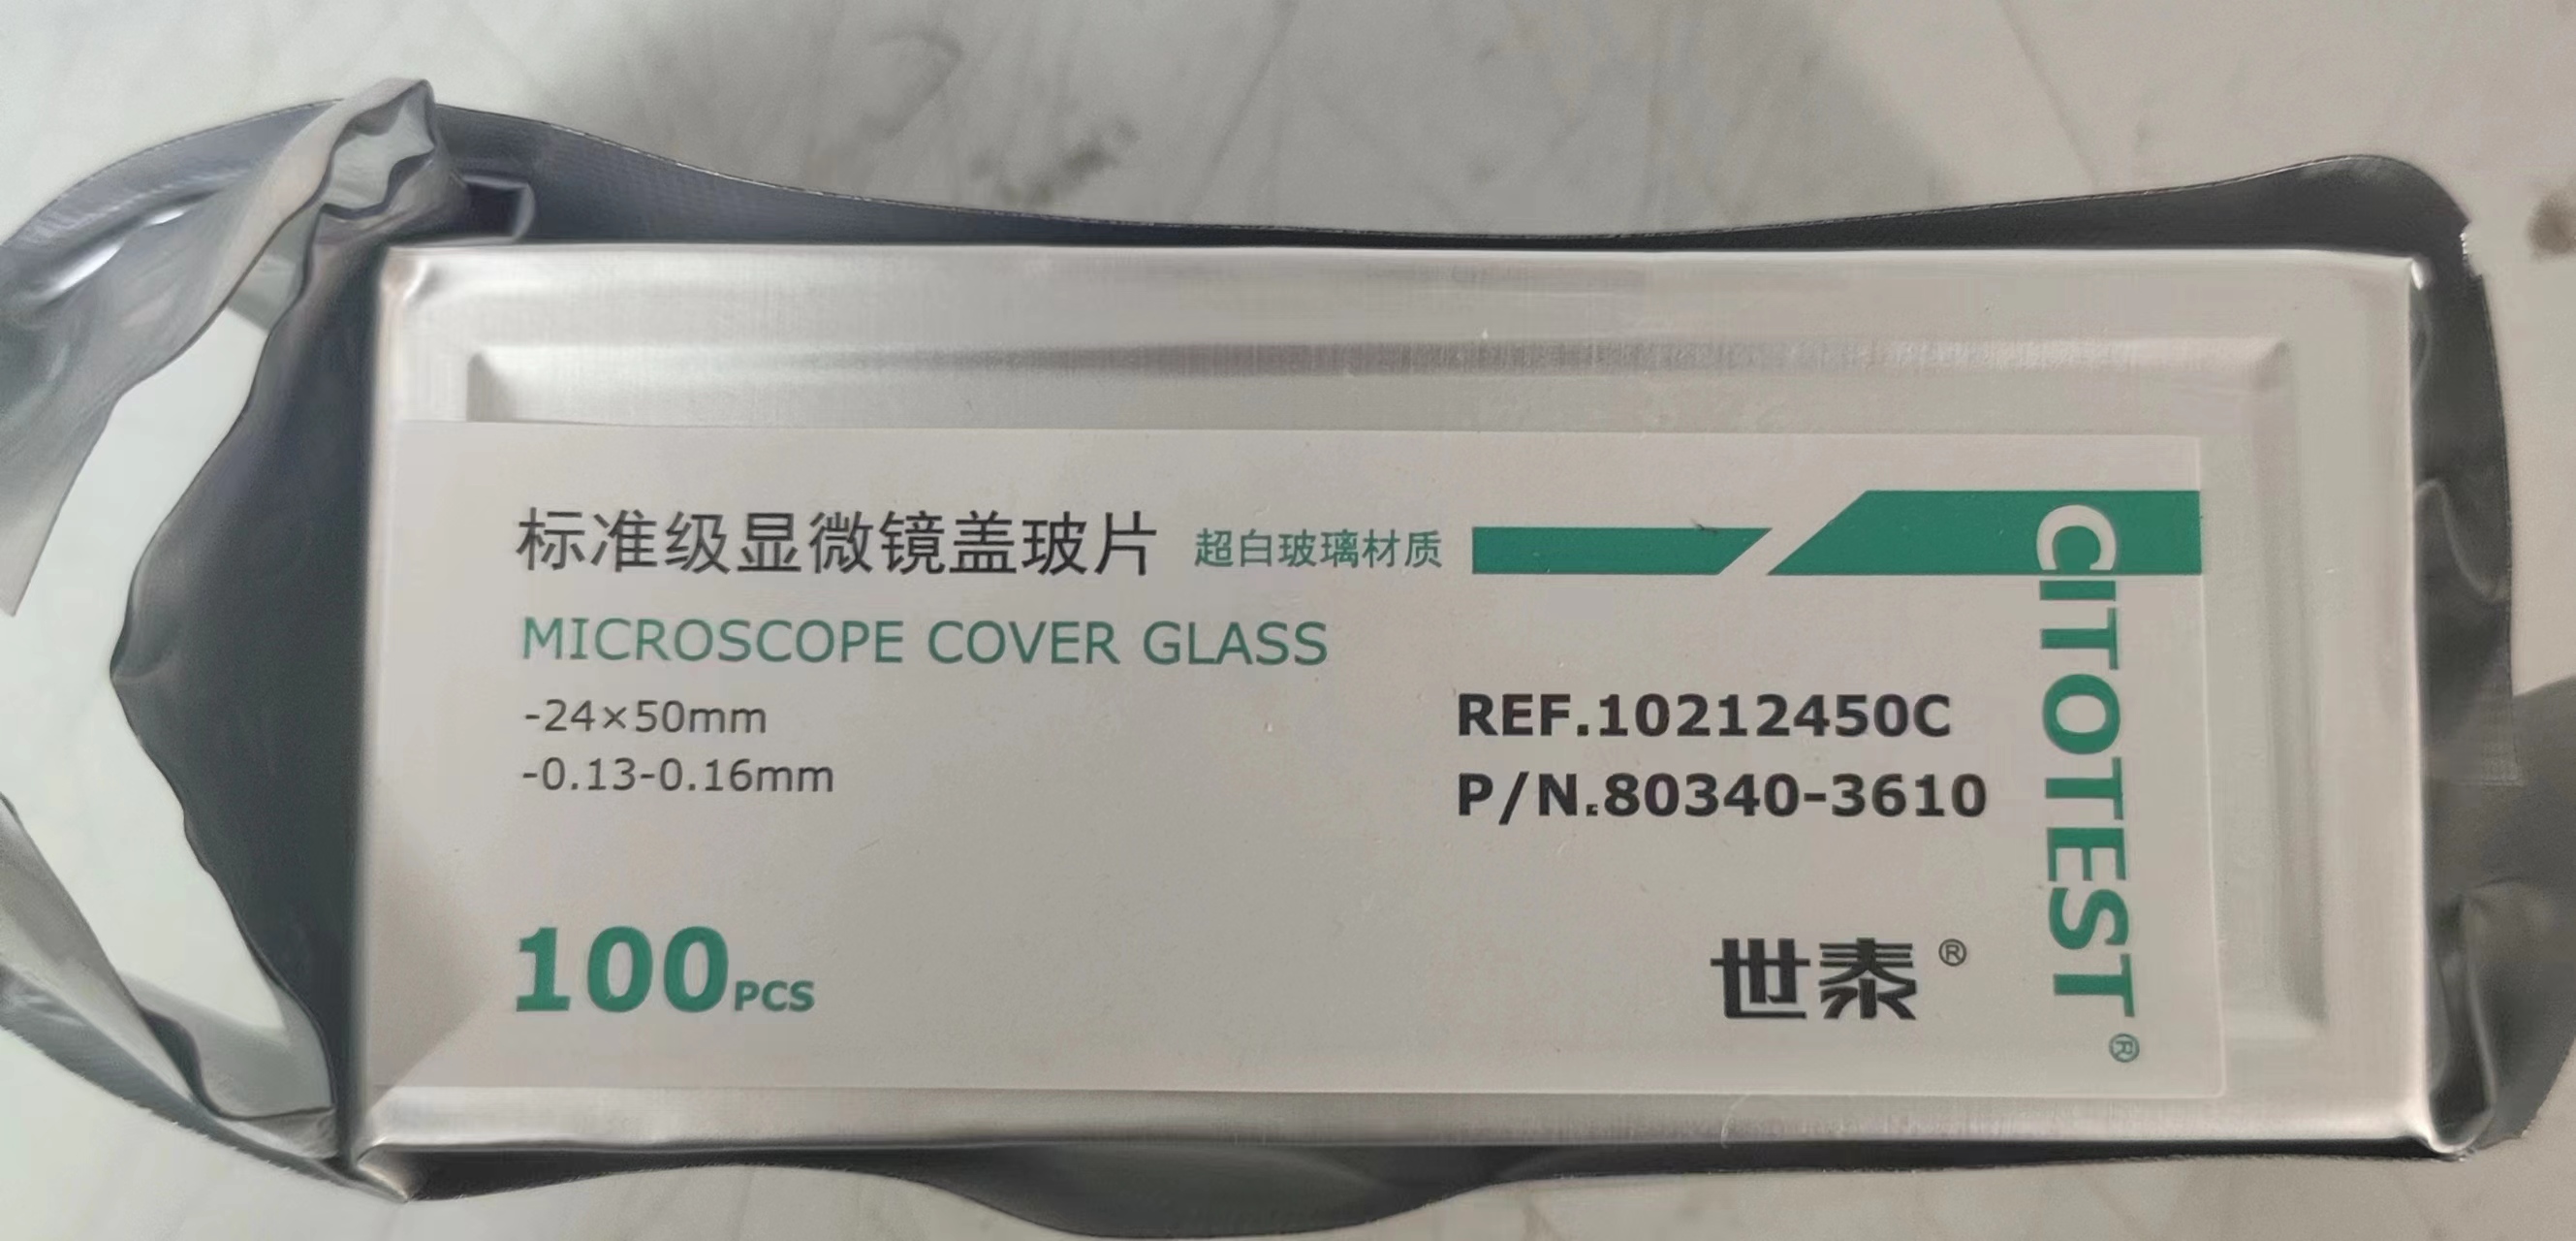 标准级显微镜盖玻片 超白玻璃材质
MICROSCOPE COVER GLASS
-24×50mm
-0.13-0.16mm
REF.10212450C
P/N.80340-3610
100PCS
世泰®
CITOTEST®